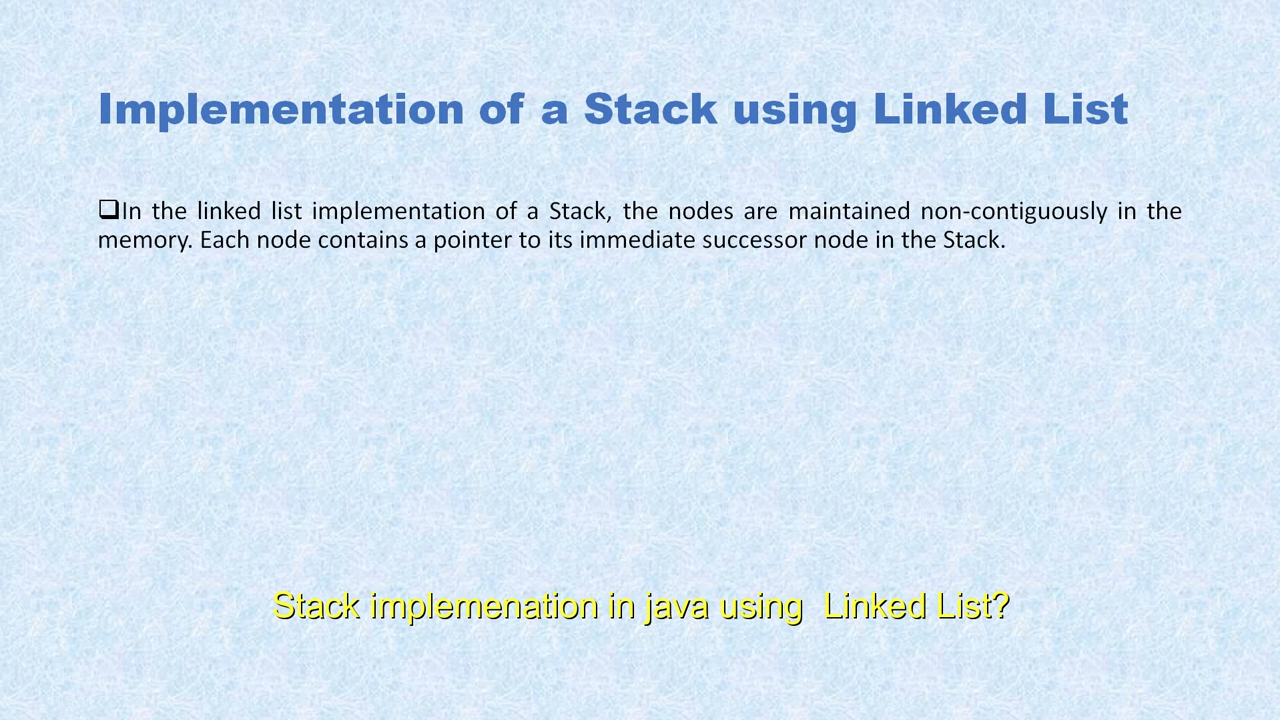 Implementation of a Stack using Linked List
❑In the linked list implementation of a Stack, the nodes are maintained non-contiguously in the
memory. Each node contains a pointer to its immediate successor node in the Stack.
Stack implemenation in java using  Linked List?